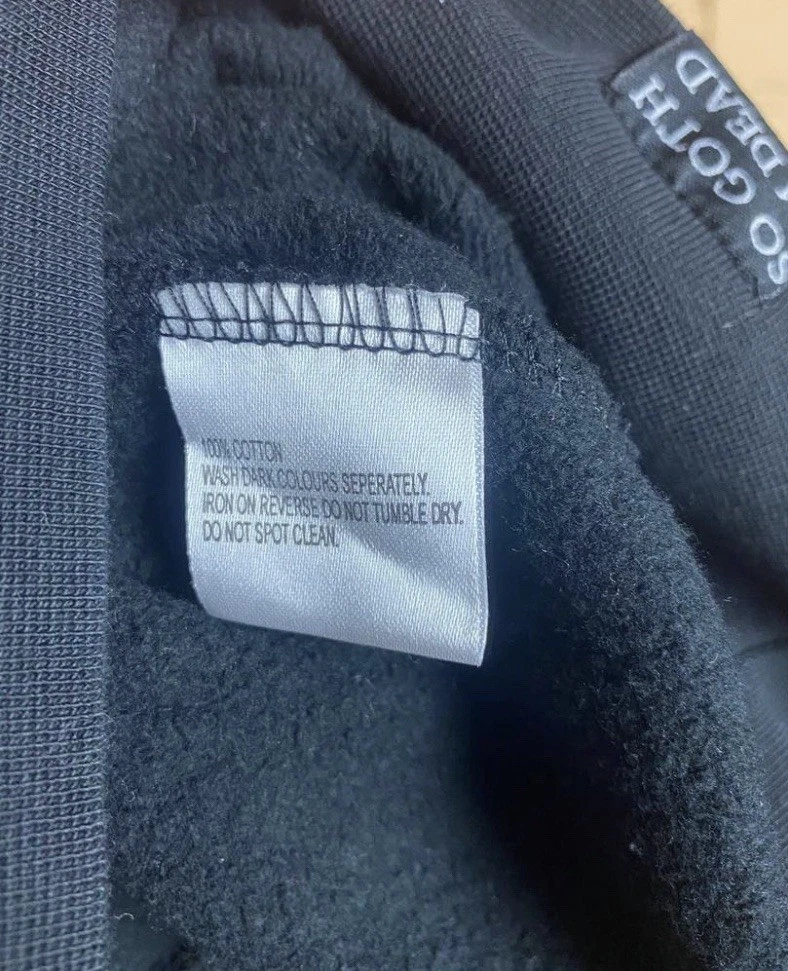 100% COTTON
WASH DARK COLOURS SEPERATELY.
IRON ON REVERSE DO NOT TUMBLE DRY.
DO NOT SPOT CLEAN.
SO GOTH
DEAD